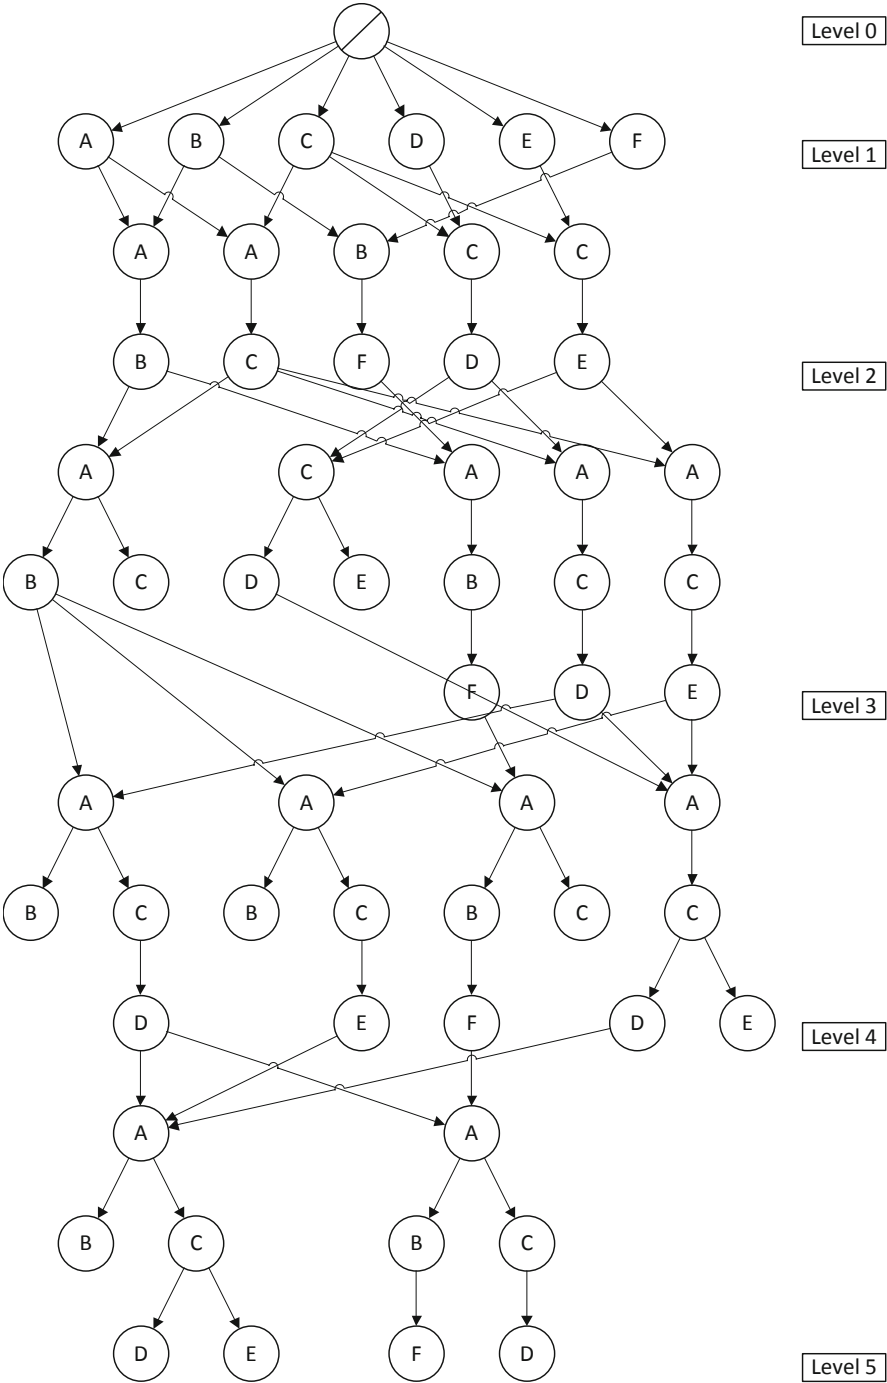 Level 0
A B C D E F
Level 1
A A B C C
B C F D E
Level 2
A C A A A
B C D E B C C
F D E
Level 3
A A A A
B C B C B C C
D E F D E
Level 4
A A
B C B C
D E F D
Level 5